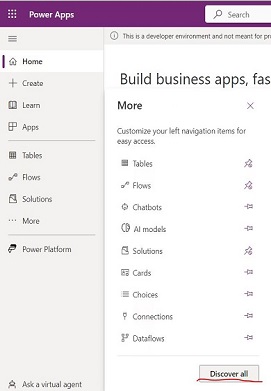 Power Apps
Search
This is a developer environment and not meant for pr
Home
Create
Learn
Apps
Tables
Flows
Solutions
More
Power Platform
Ask a virtual agent
Build business apps, fas
More
Customize your left navigation items for
easy access.
Tables
Flows
Chatbots
AI models
Solutions
Cards
Choices
Connections
Dataflows
Discover all